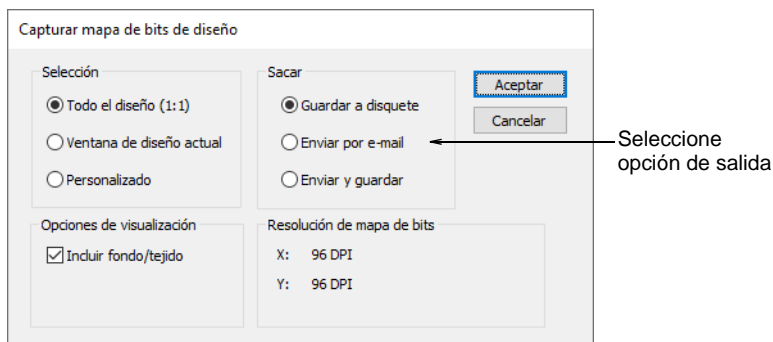 Capturar mapa de bits de diseño
Selección
Todo el diseño (1:1)
Ventana de diseño actual
Personalizado
Sacar
Guardar a disquete
Enviar por e-mail
Enviar y guardar
Aceptar
Cancelar
Seleccione
opción de salida
Opciones de visualización
Incluir fondo/tejido
Resolución de mapa de bits
X: 96 DPI
Y: 96 DPI